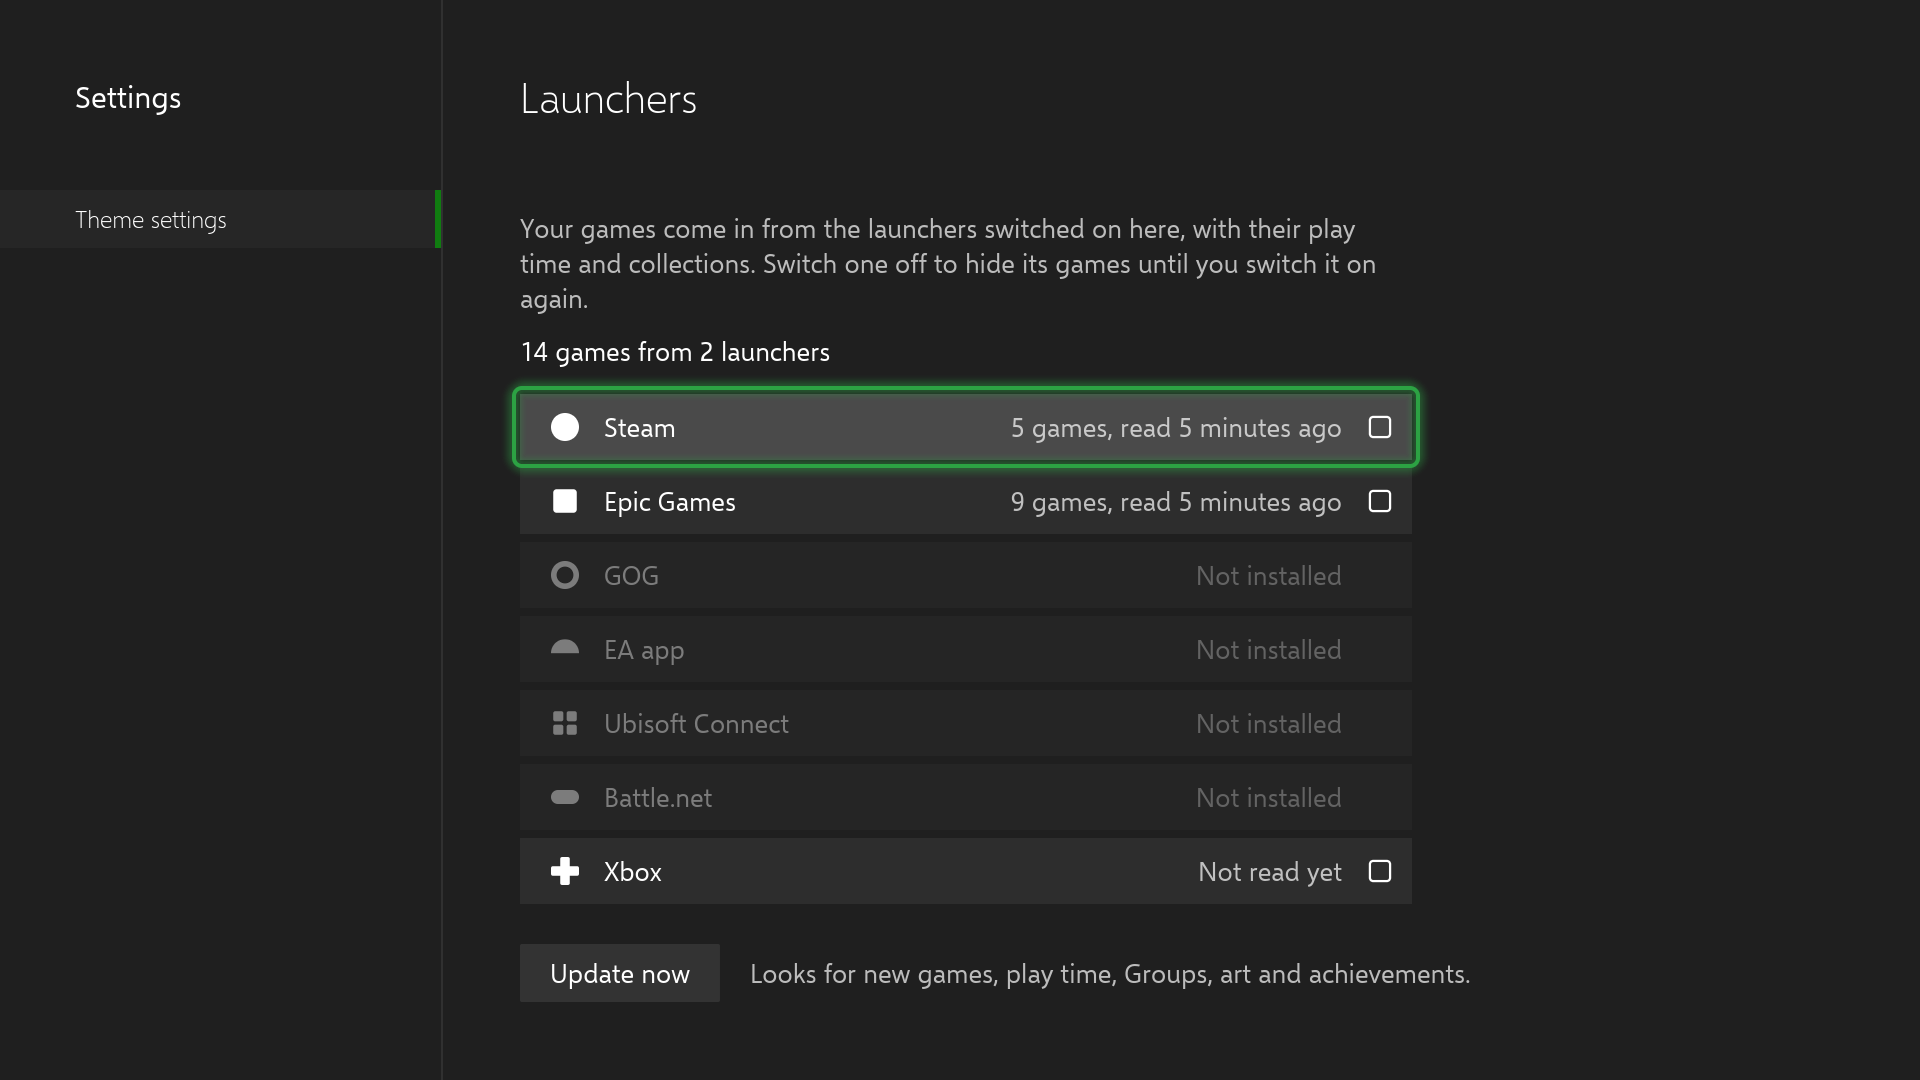 Settings
Theme settings
Launchers
Your games come in from the launchers switched on here, with their play
time and collections. Switch one off to hide its games until you switch it on
again.
14 games from 2 launchers
Steam 5 games, read 5 minutes ago
Epic Games 9 games, read 5 minutes ago
GOG Not installed
EA app Not installed
Ubisoft Connect Not installed
Battle.net Not installed
Xbox Not read yet
Update now Looks for new games, play time, Groups, art and achievements.